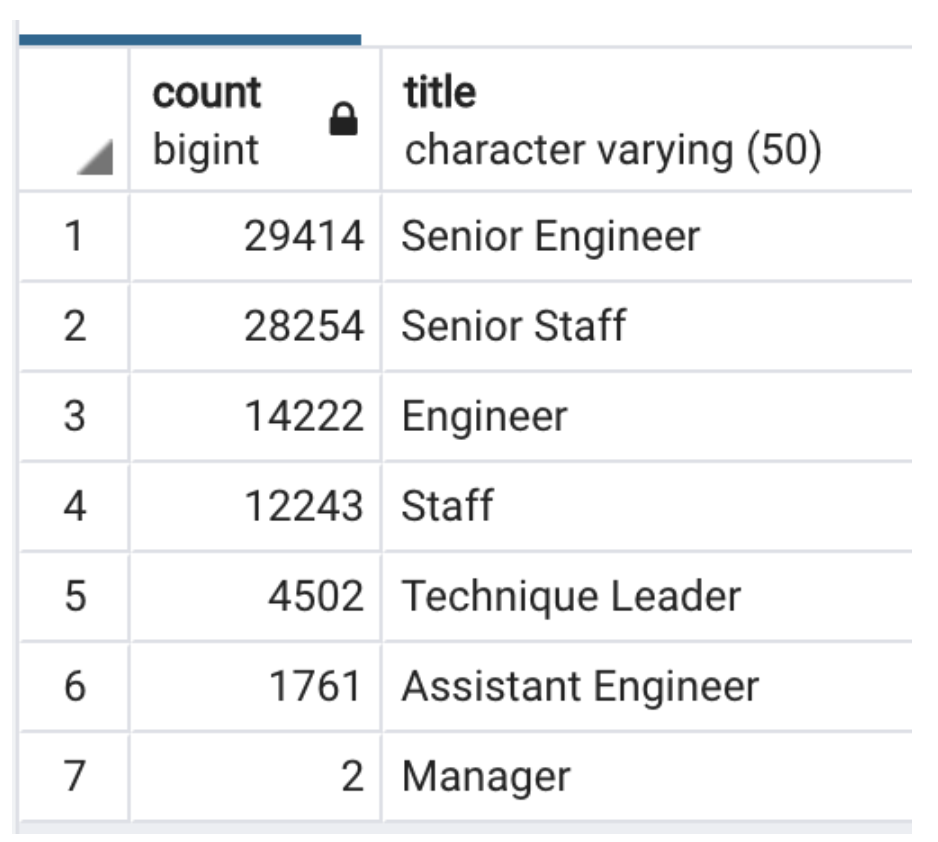 count title
bigint character varying (50)
1 29414 Senior Engineer
2 28254 Senior Staff
3 14222 Engineer
4 12243 Staff
5 4502 Technique Leader
6 1761 Assistant Engineer
7 2 Manager